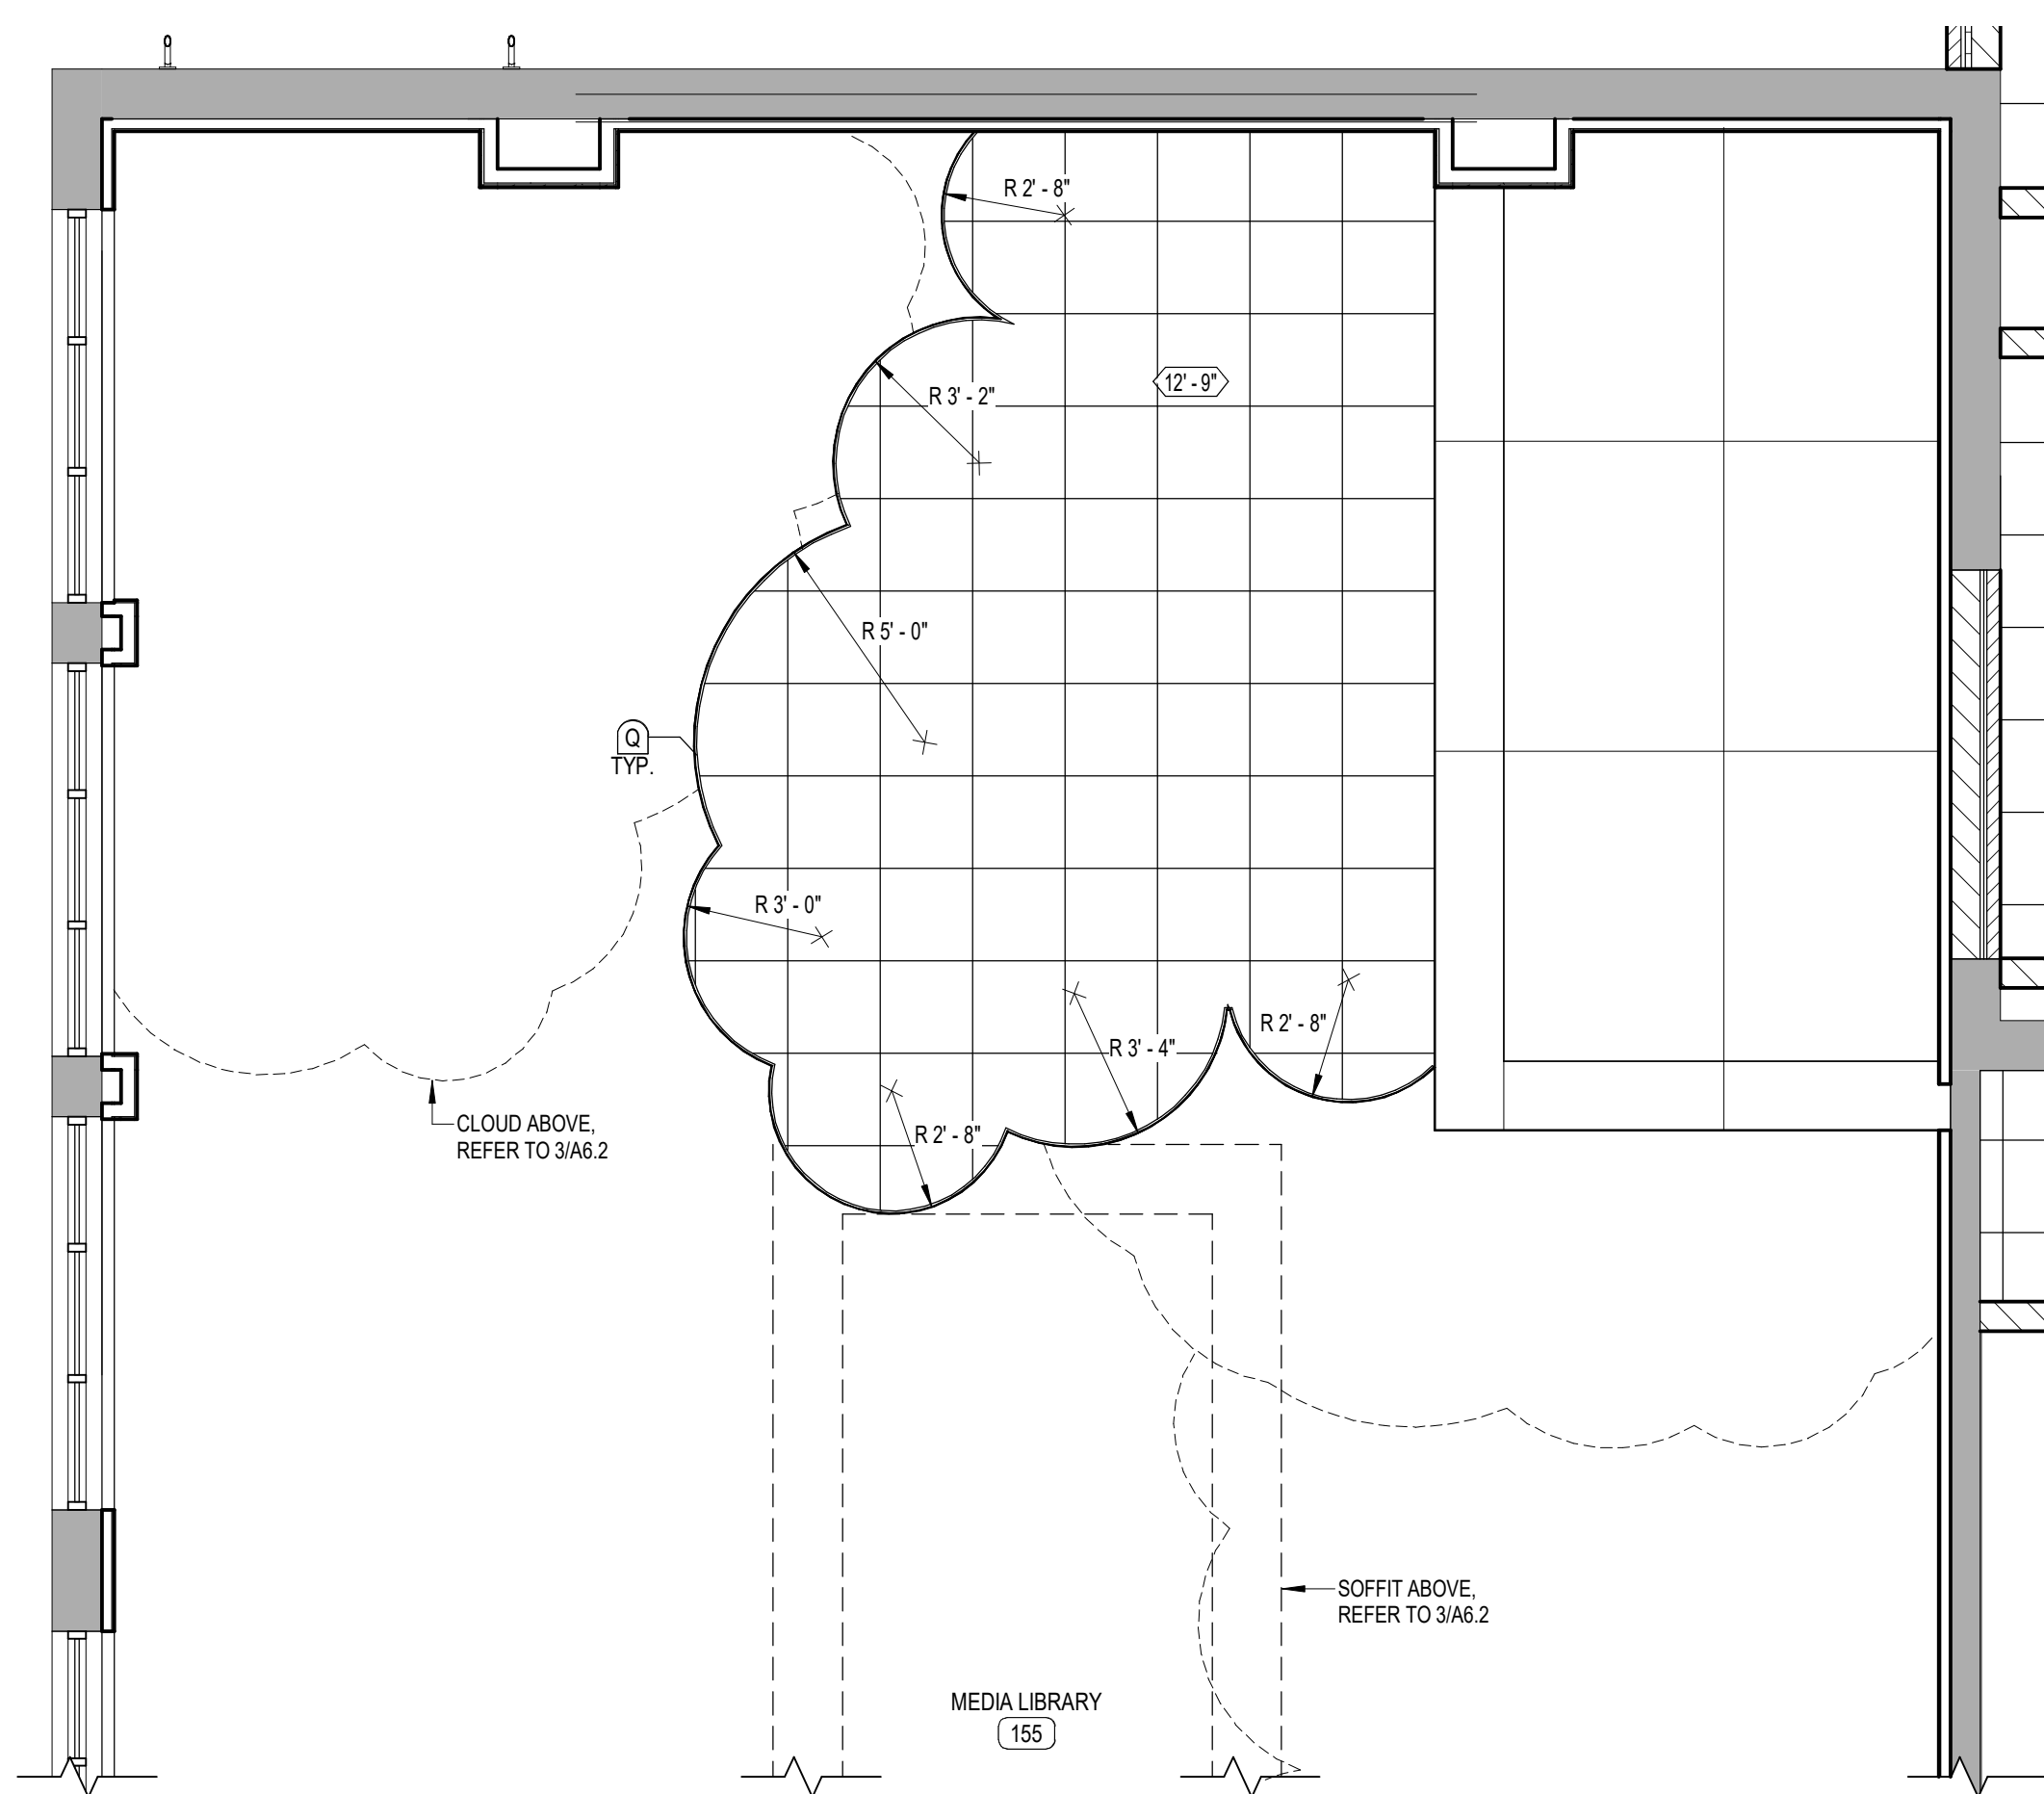 R 2' - 8"
12' - 9"
R 3' - 2"
R 5' - 0"
Q
TYP.
R 3' - 0"
R 2' - 8"
R 3' - 4"
CLOUD ABOVE,
REFER TO 3/A6.2
R 2' - 8"
SOFFIT ABOVE,
REFER TO 3/A6.2
MEDIA LIBRARY
155